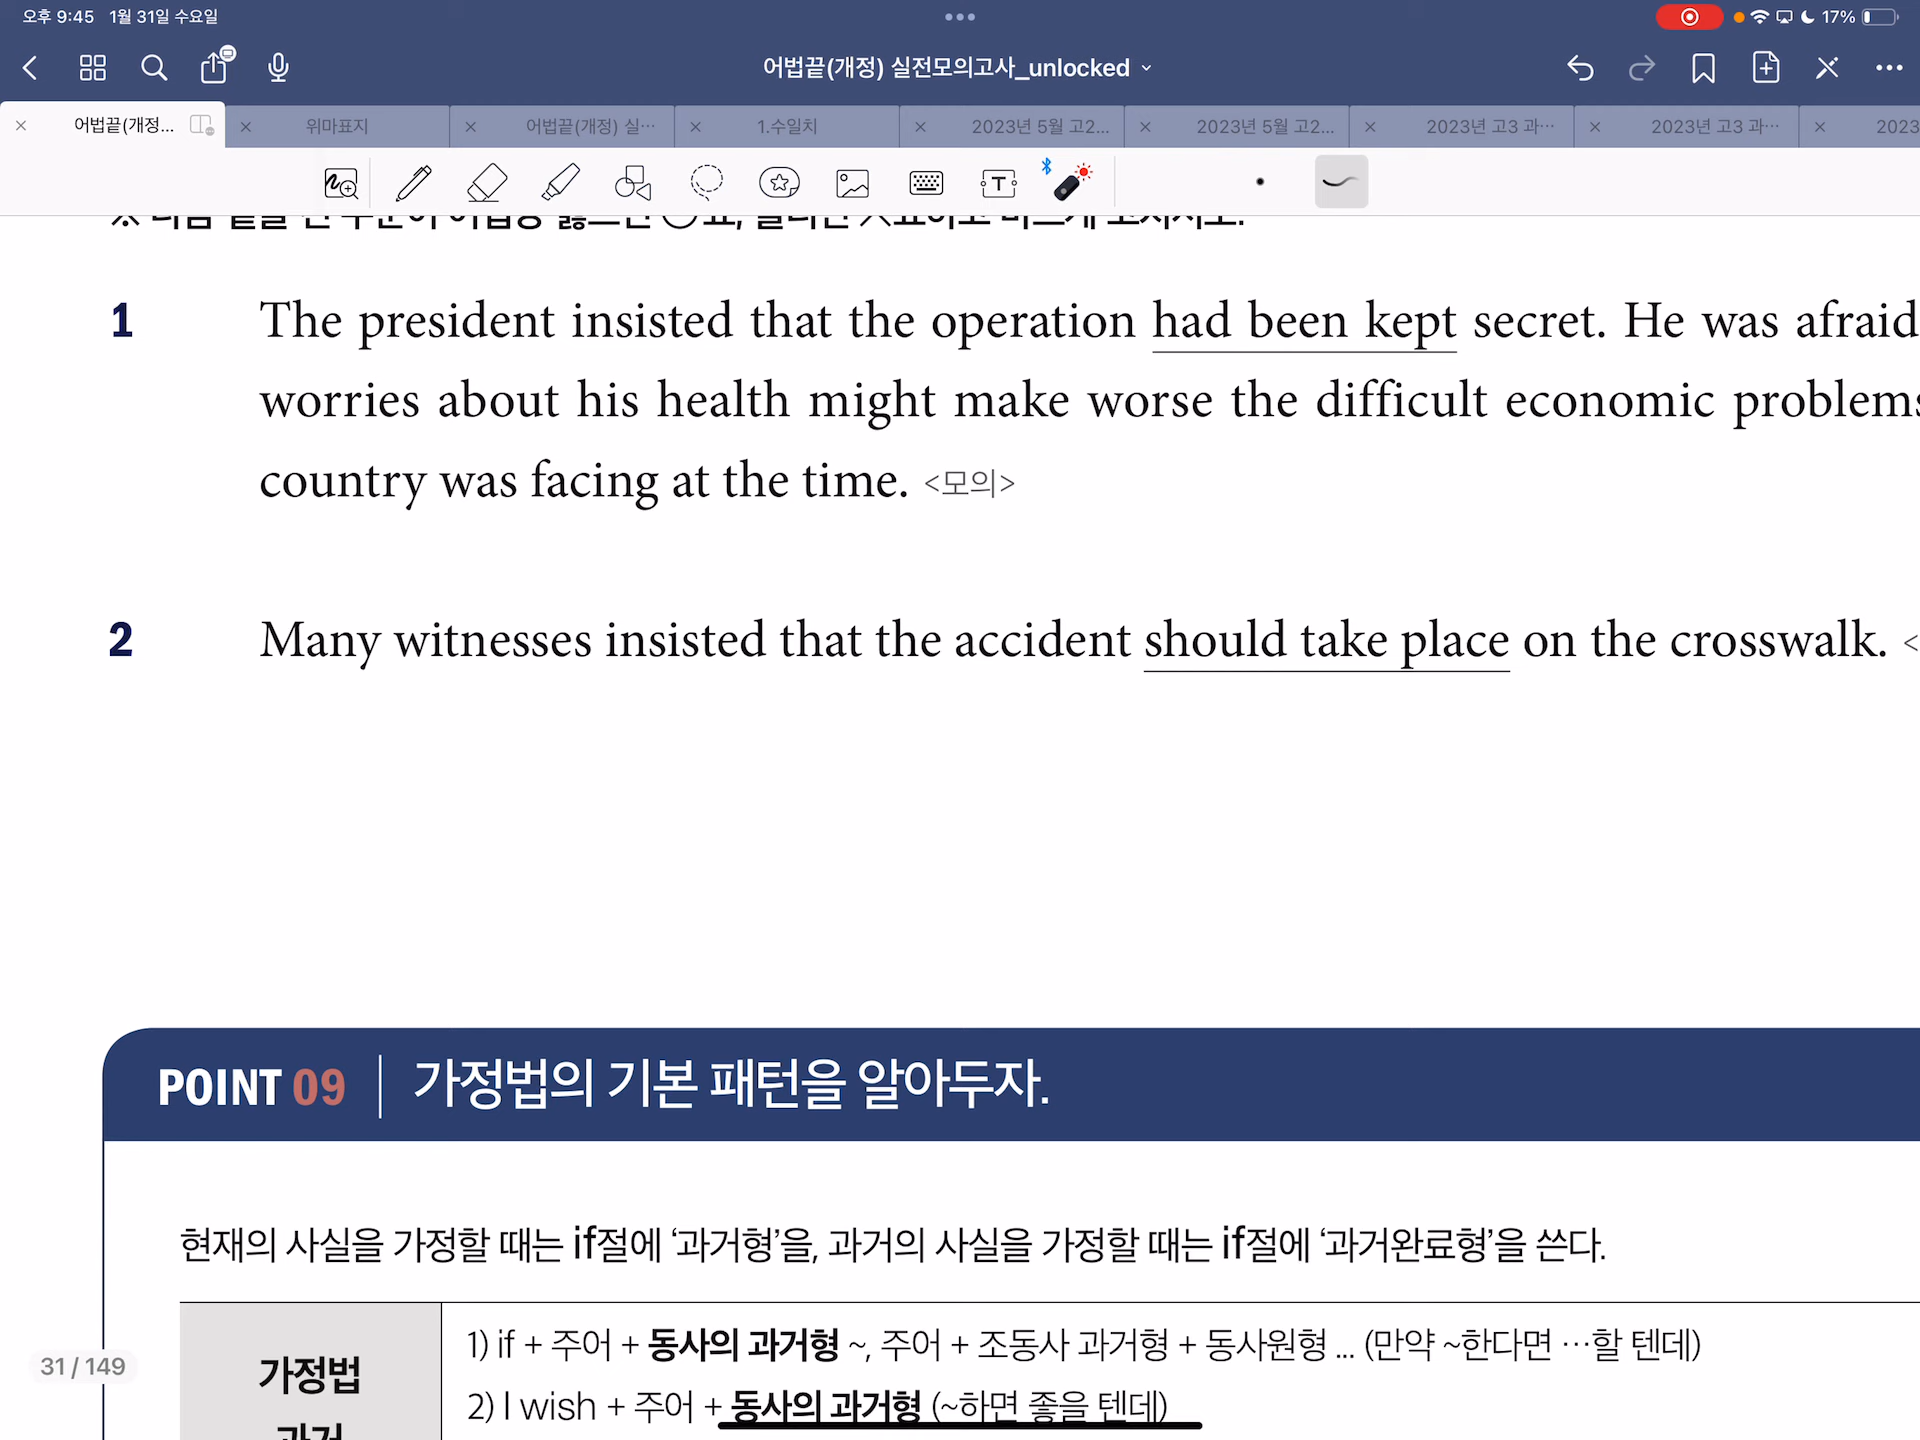 오후 9:45 1월 31일 수요일
17%
어법끝(개정) 실전모의고사_unlocked
어법끝(개정...
위마표지
어법끝(개정) 실...
1.수일치
2023년 5월 고2...
2023년 5월 고2...
2023년 고3 과...
2023년 고3 과...
2023
1 The president insisted that the operation had been kept secret. He was afraid
worries about his health might make worse the difficult economic problems
country was facing at the time. <모의>
2 Many witnesses insisted that the accident should take place on the crosswalk. <
POINT 09 가정법의 기본 패턴을 알아두자.
현재의 사실을 가정할 때는 if절에 ‘과거형’을, 과거의 사실을 가정할 때는 if절에 ‘과거완료형’을 쓴다.
가정법
과거
1) if + 주어 + 동사의 과거형 ~, 주어 + 조동사 과거형 + 동사원형 ... (만약 ~한다면 …할 텐데)
2) I wish + 주어 + 동사의 과거형 (~하면 좋을 텐데)
31 / 149